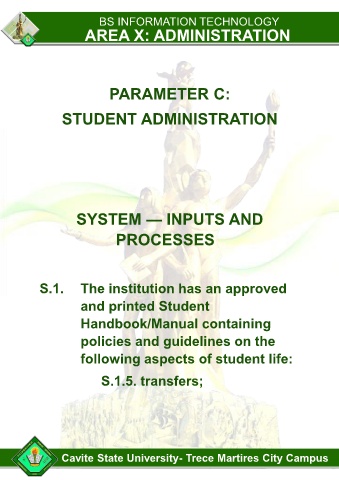 BS INFORMATION TECHNOLOGY
AREA X: ADMINISTRATION
PARAMETER C:
STUDENT ADMINISTRATION
SYSTEM — INPUTS AND
PROCESSES
S.1. The institution has an approved
and printed Student
Handbook/Manual containing
policies and guidelines on the
following aspects of student life:
S.1.5. transfers;
Cavite State University- Trece Martires City Campus